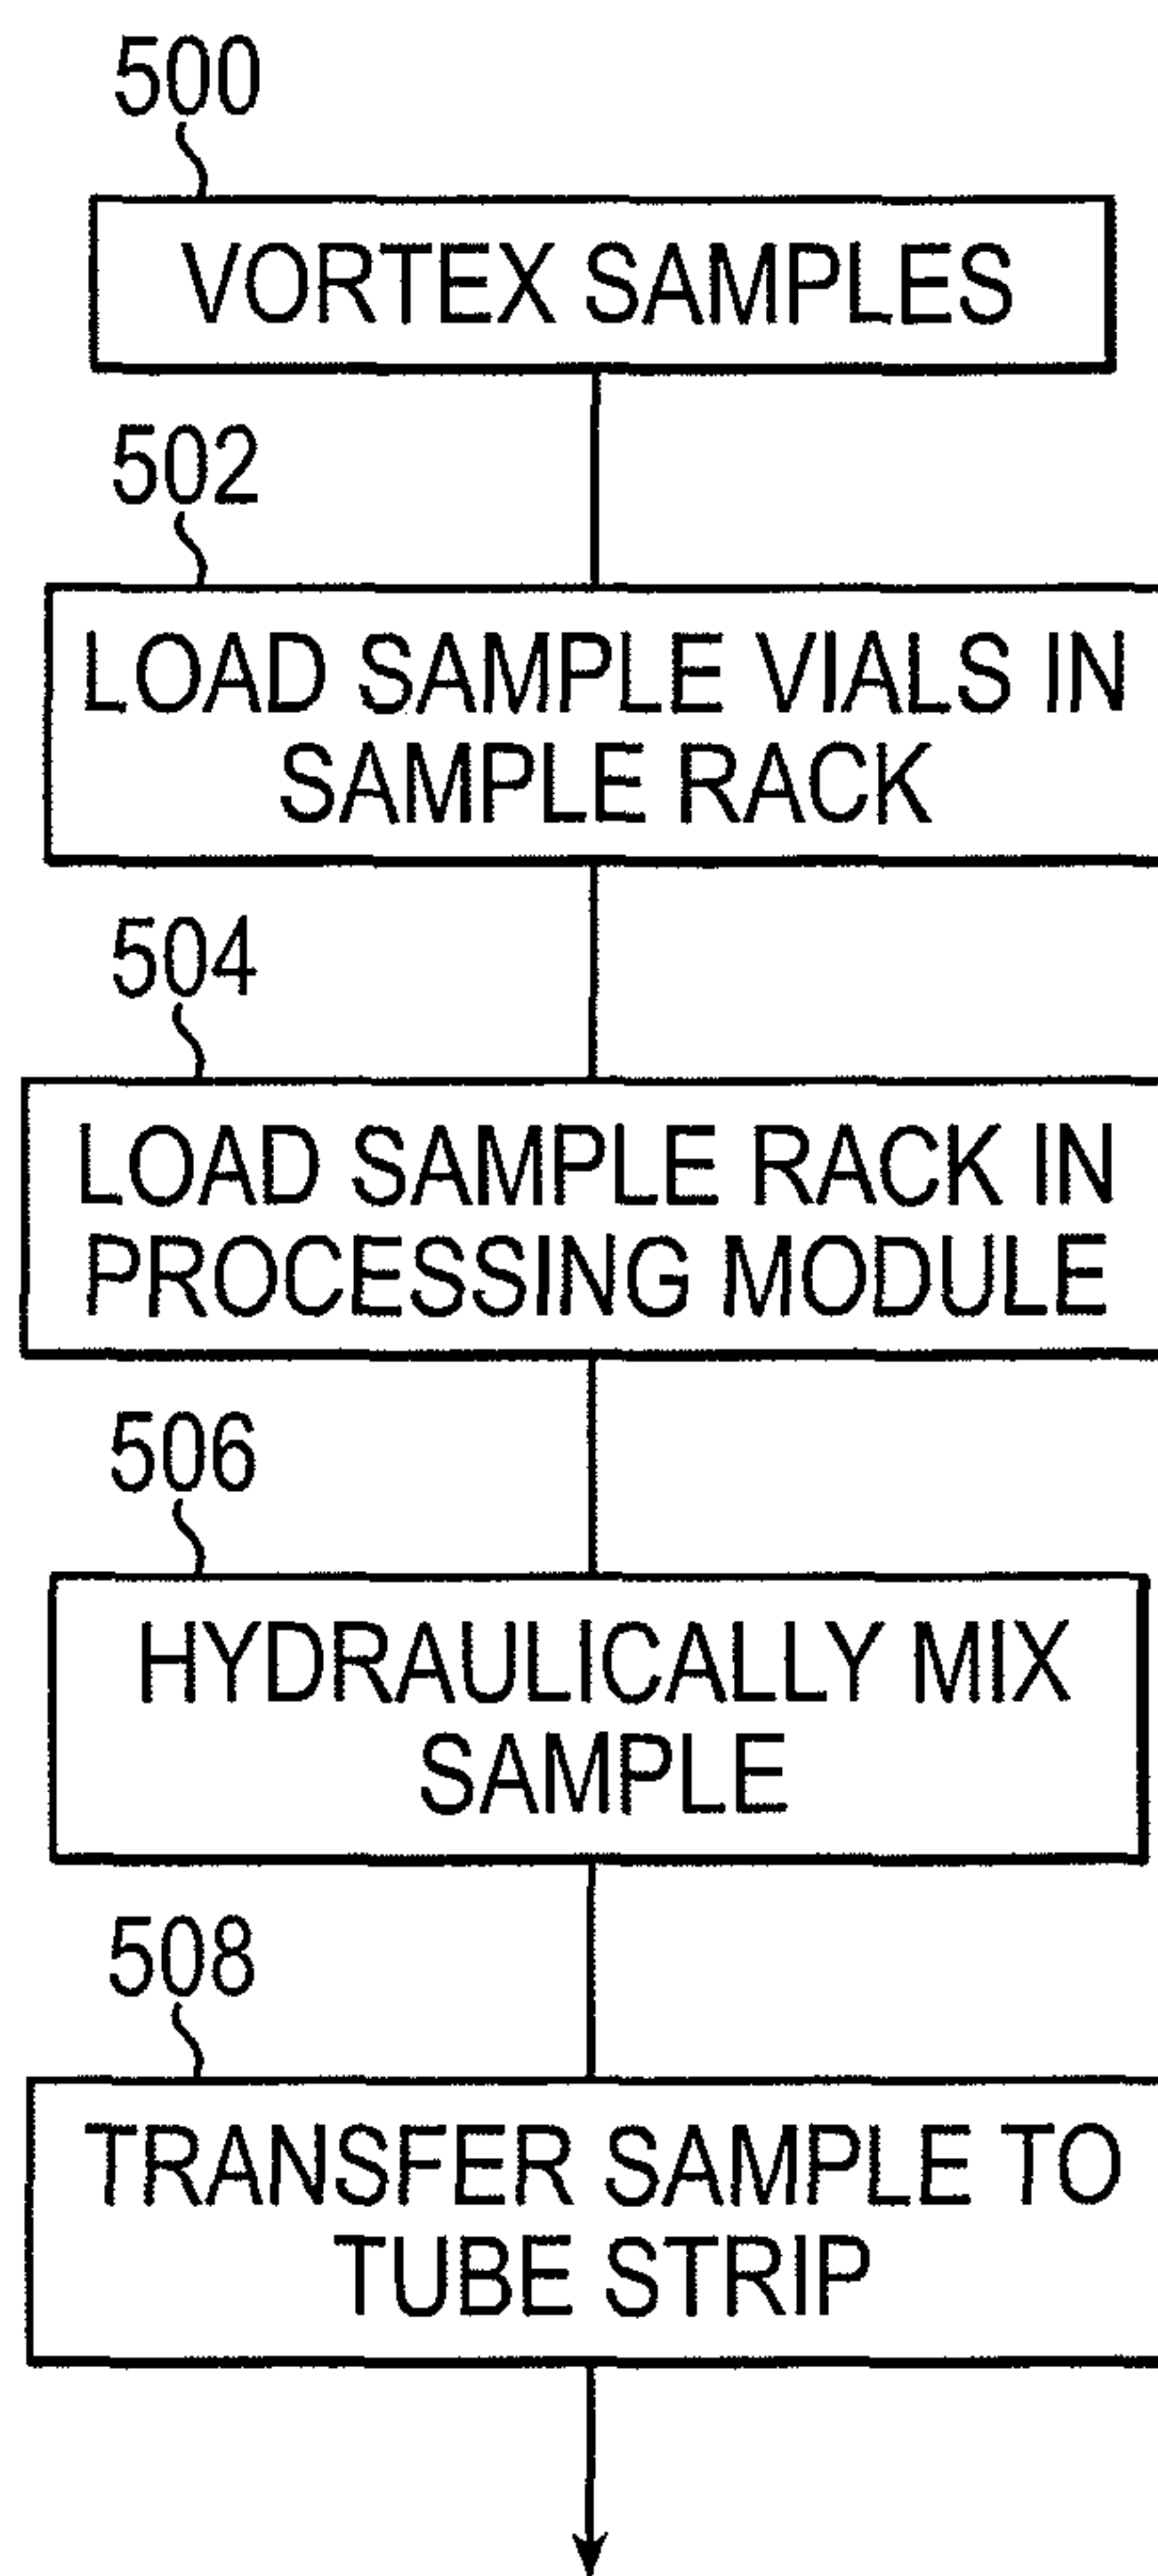 500
VORTEX SAMPLES
502
LOAD SAMPLE VIALS IN
SAMPLE RACK
504
LOAD SAMPLE RACK IN
PROCESSING MODULE
506
HYDRAULICALLY MIX
SAMPLE
508
TRANSFER SAMPLE TO
TUBE STRIP